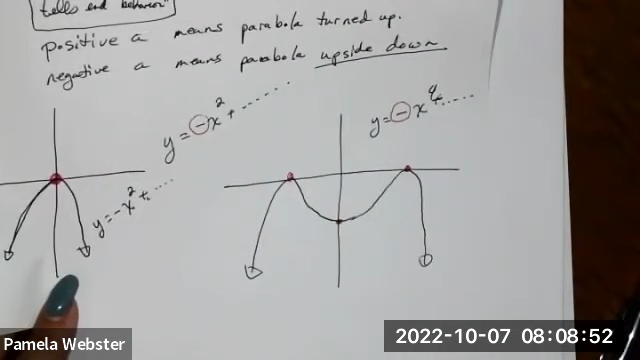 tells end behavior"
positive a means parabola turned up.
negative a means parabola upside down
y = -x² + ......
y = -x⁴ + .....
y = -x² + ....
Pamela Webster
2022-10-07 08:08:52